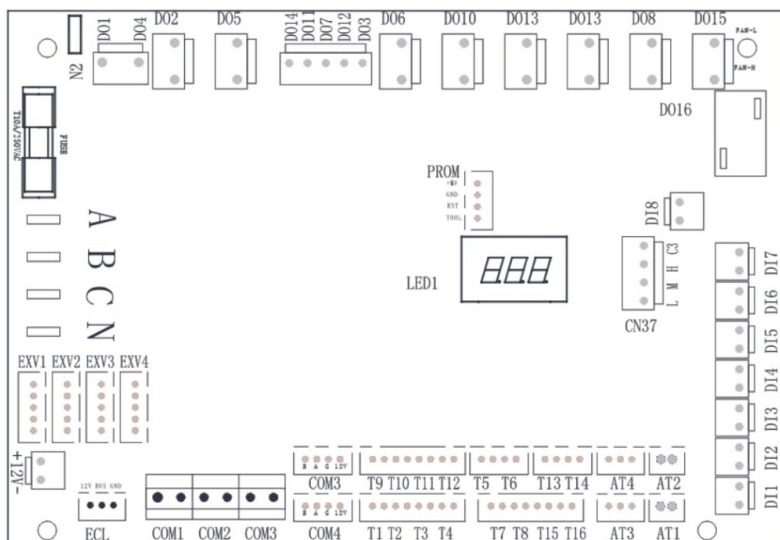 DO1 DO4 DO2 DO5 DO14 DO11 DO7 DO12 DO3 DO6 DO10 DO13 DO13 DO8 DO15
FAN-L
FAN-H
N2
DO16
FUSE
T10A/250VAC
PROM
+5V
GND
RST
TOOL
A
B
C
N
DI8
LED1
L M H C3
CN37
DI7
DI6
DI5
DI4
DI3
DI2
DI1
EXV1 EXV2 EXV3 EXV4
+12V-
12V BUS GND
ECL
COM1 COM2 COM3
B A G 12V
COM3 T9 T10 T11 T12 T5 T6 T13 T14 AT4 AT2
B A G 12V
COM4 T1 T2 T3 T4 T7 T8 T15 T16 AT3 AT1